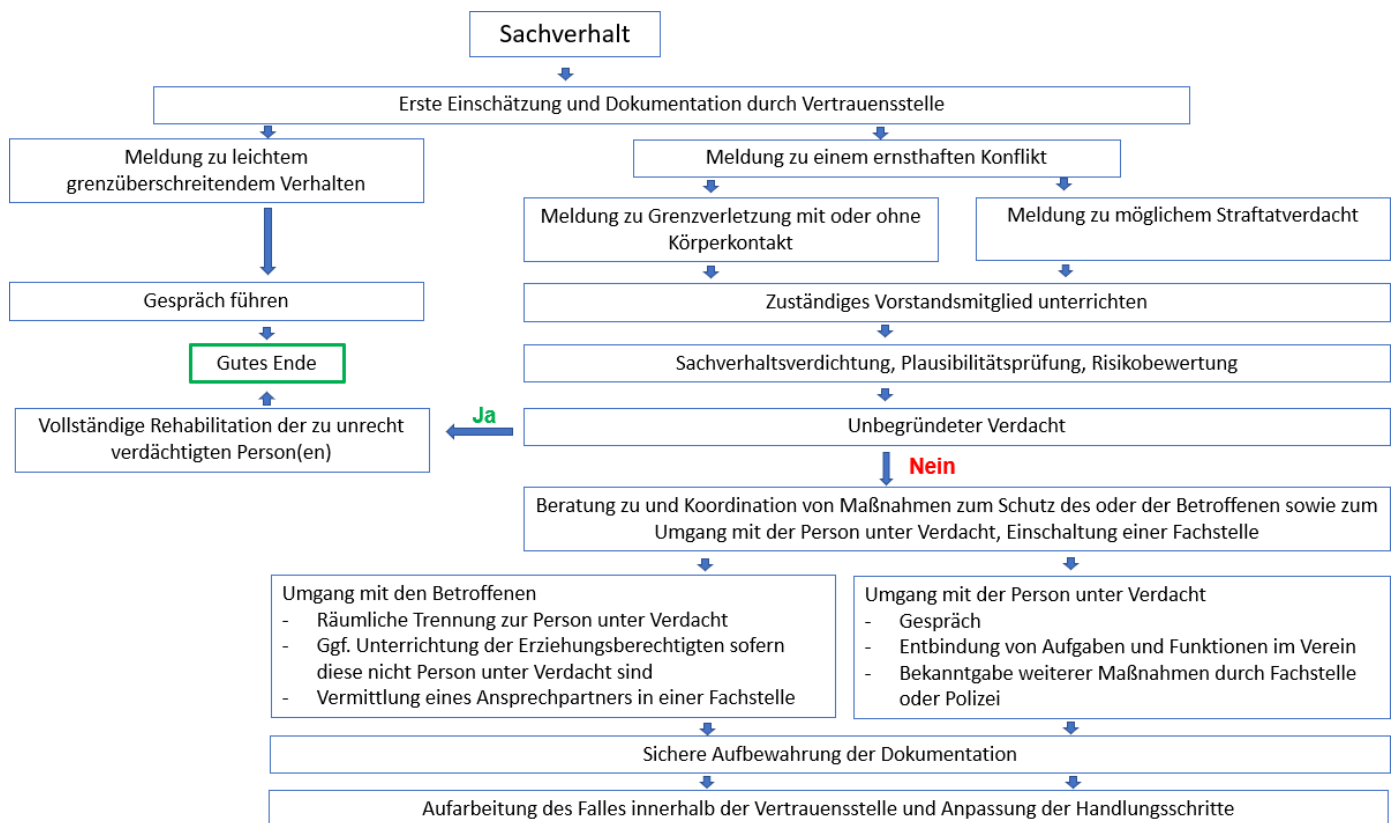 Sachverhalt
Erste Einschätzung und Dokumentation durch Vertrauensstelle
Meldung zu leichtem
grenzüberschreitendem Verhalten
Meldung zu einem ernsthaften Konflikt
Meldung zu Grenzverletzung mit oder ohne
Körperkontakt
Meldung zu möglichem Straftatverdacht
Gespräch führen
Zuständiges Vorstandsmitglied unterrichten
Gutes Ende
Sachverhaltsverdichtung, Plausibilitätsprüfung, Risikobewertung
Vollständige Rehabilitation der zu unrecht
verdächtigten Person(en)
Ja
Unbegründeter Verdacht
Nein
Beratung zu und Koordination von Maßnahmen zum Schutz des oder der Betroffenen sowie zum
Umgang mit der Person unter Verdacht, Einschaltung einer Fachstelle
Umgang mit den Betroffenen
- Räumliche Trennung zur Person unter Verdacht
- Ggf. Unterrichtung der Erziehungsberechtigten sofern
diese nicht Person unter Verdacht sind
- Vermittlung eines Ansprechpartners in einer Fachstelle
Umgang mit der Person unter Verdacht
- Gespräch
- Entbindung von Aufgaben und Funktionen im Verein
- Bekanntgabe weiterer Maßnahmen durch Fachstelle
oder Polizei
Sichere Aufbewahrung der Dokumentation
Aufarbeitung des Falles innerhalb der Vertrauensstelle und Anpassung der Handlungsschritte